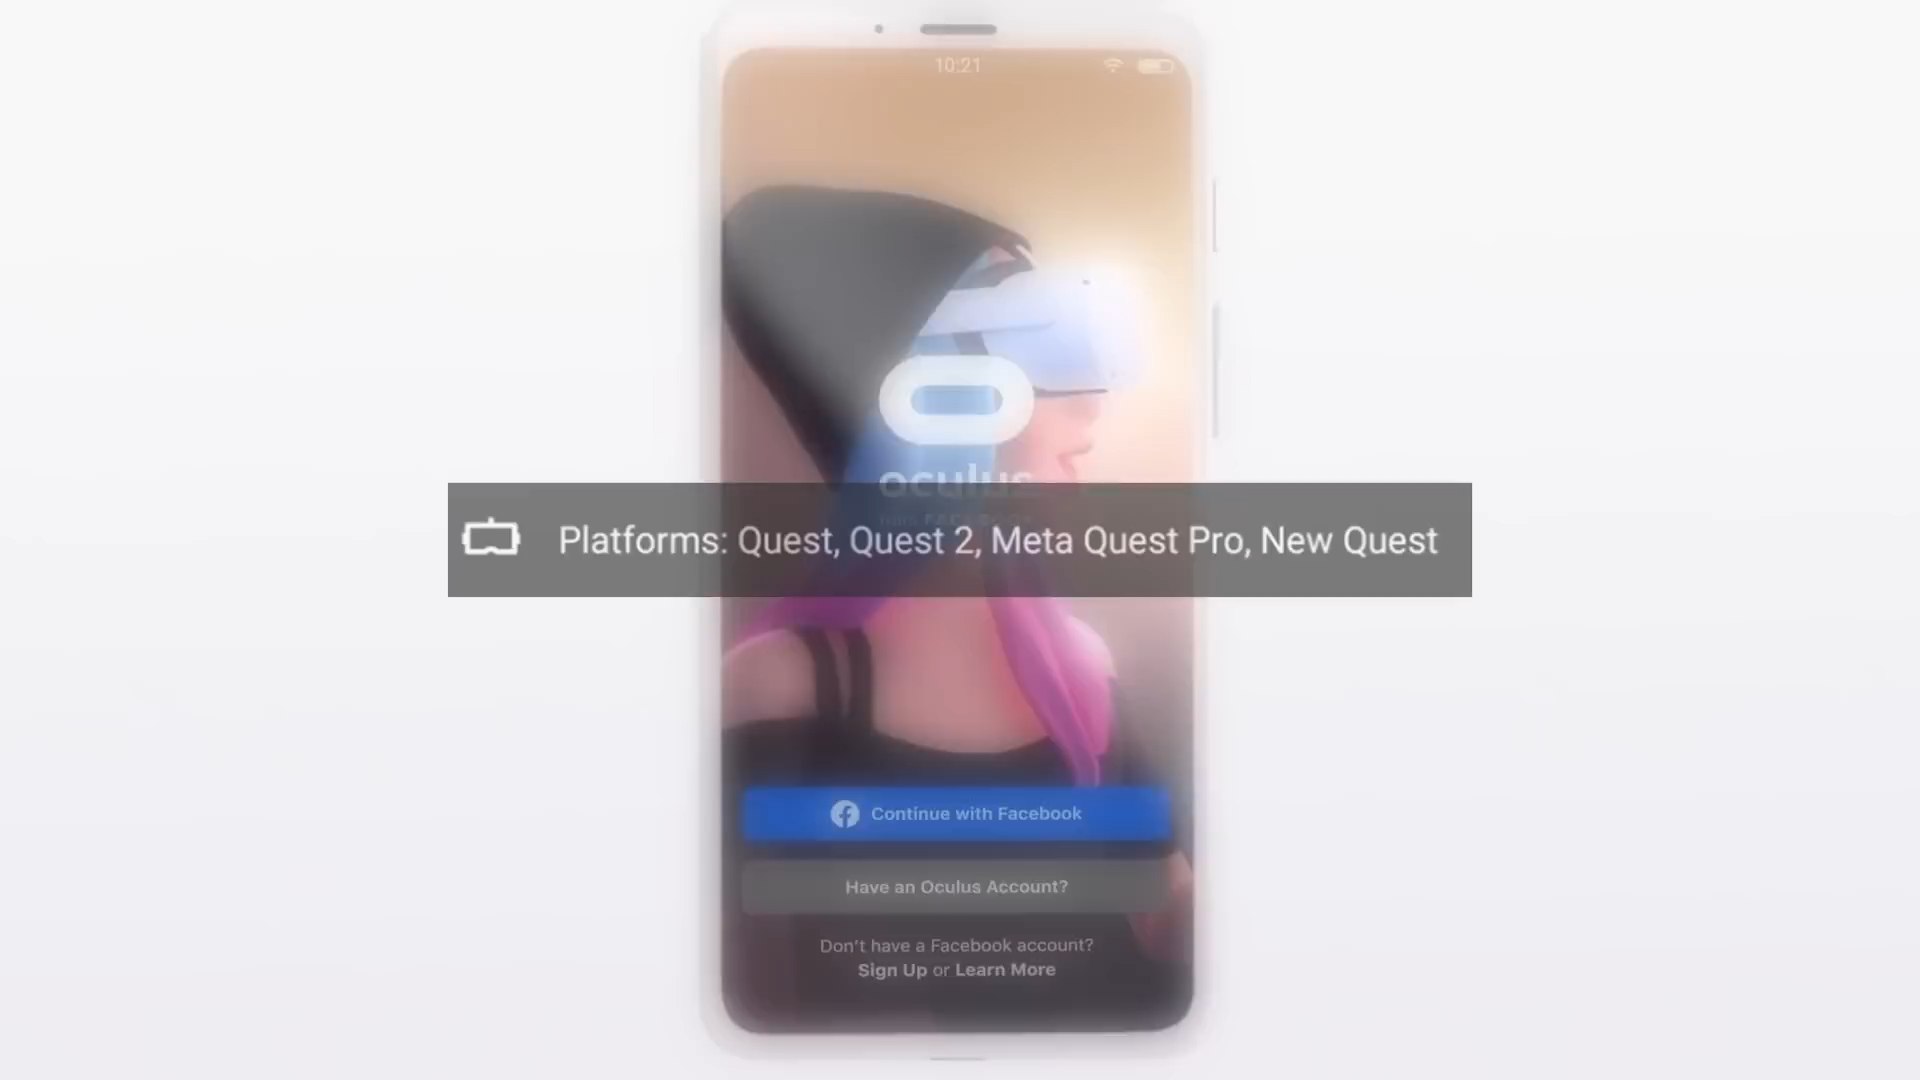 10:21
oculus
Platforms: Quest, Quest 2, Meta Quest Pro, New Quest
Continue with Facebook
Have an Oculus Account?
Don't have a Facebook account?
Sign Up or Learn More